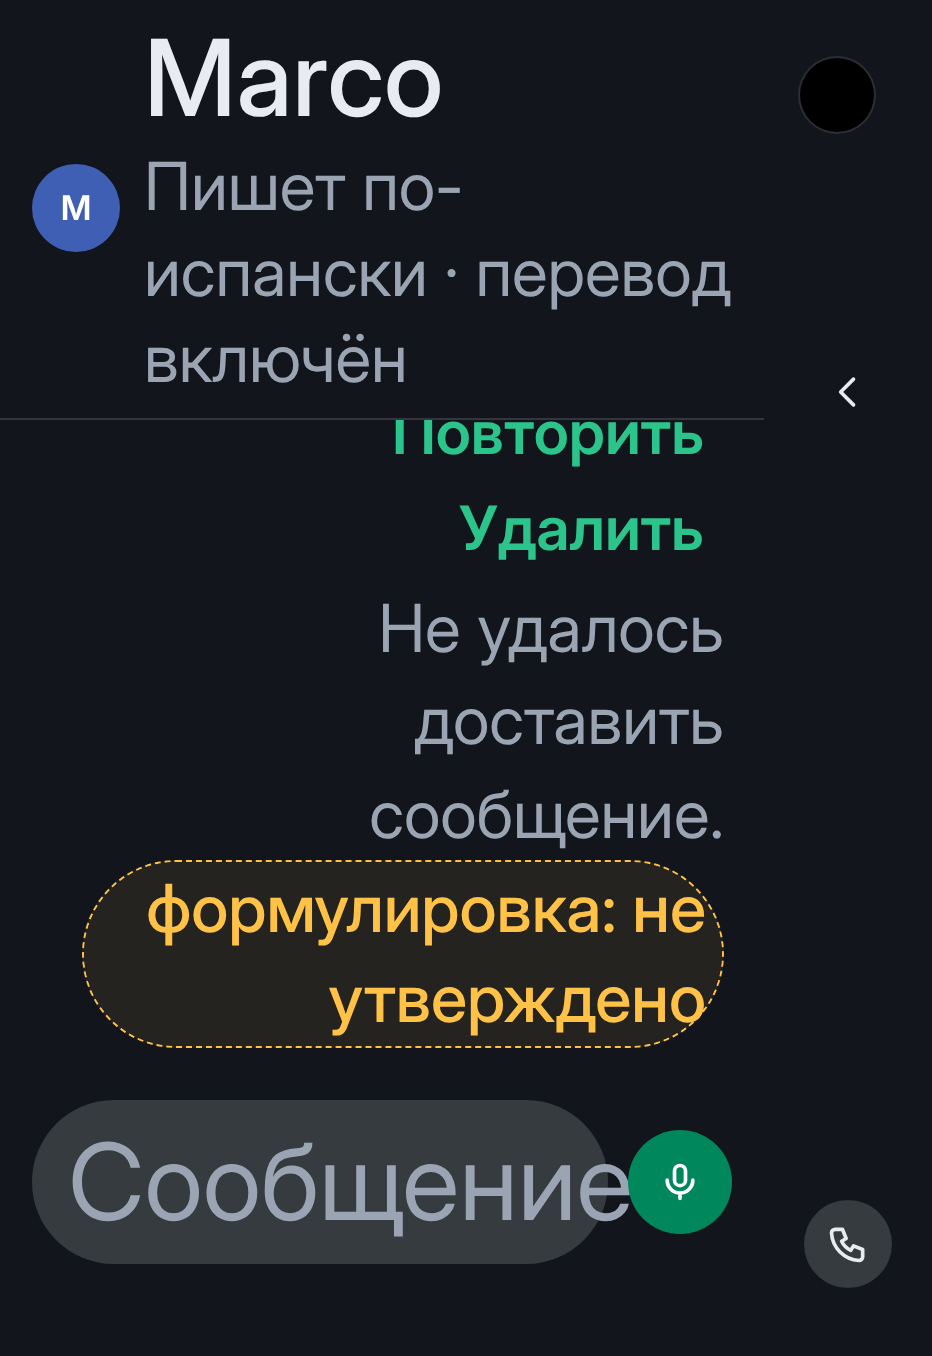 Marco
M
Пишет по-
испански · перевод
включён
Повторить
Удалить
Не удалось
доставить
сообщение.
формулировка: не
утверждено
Сообщение